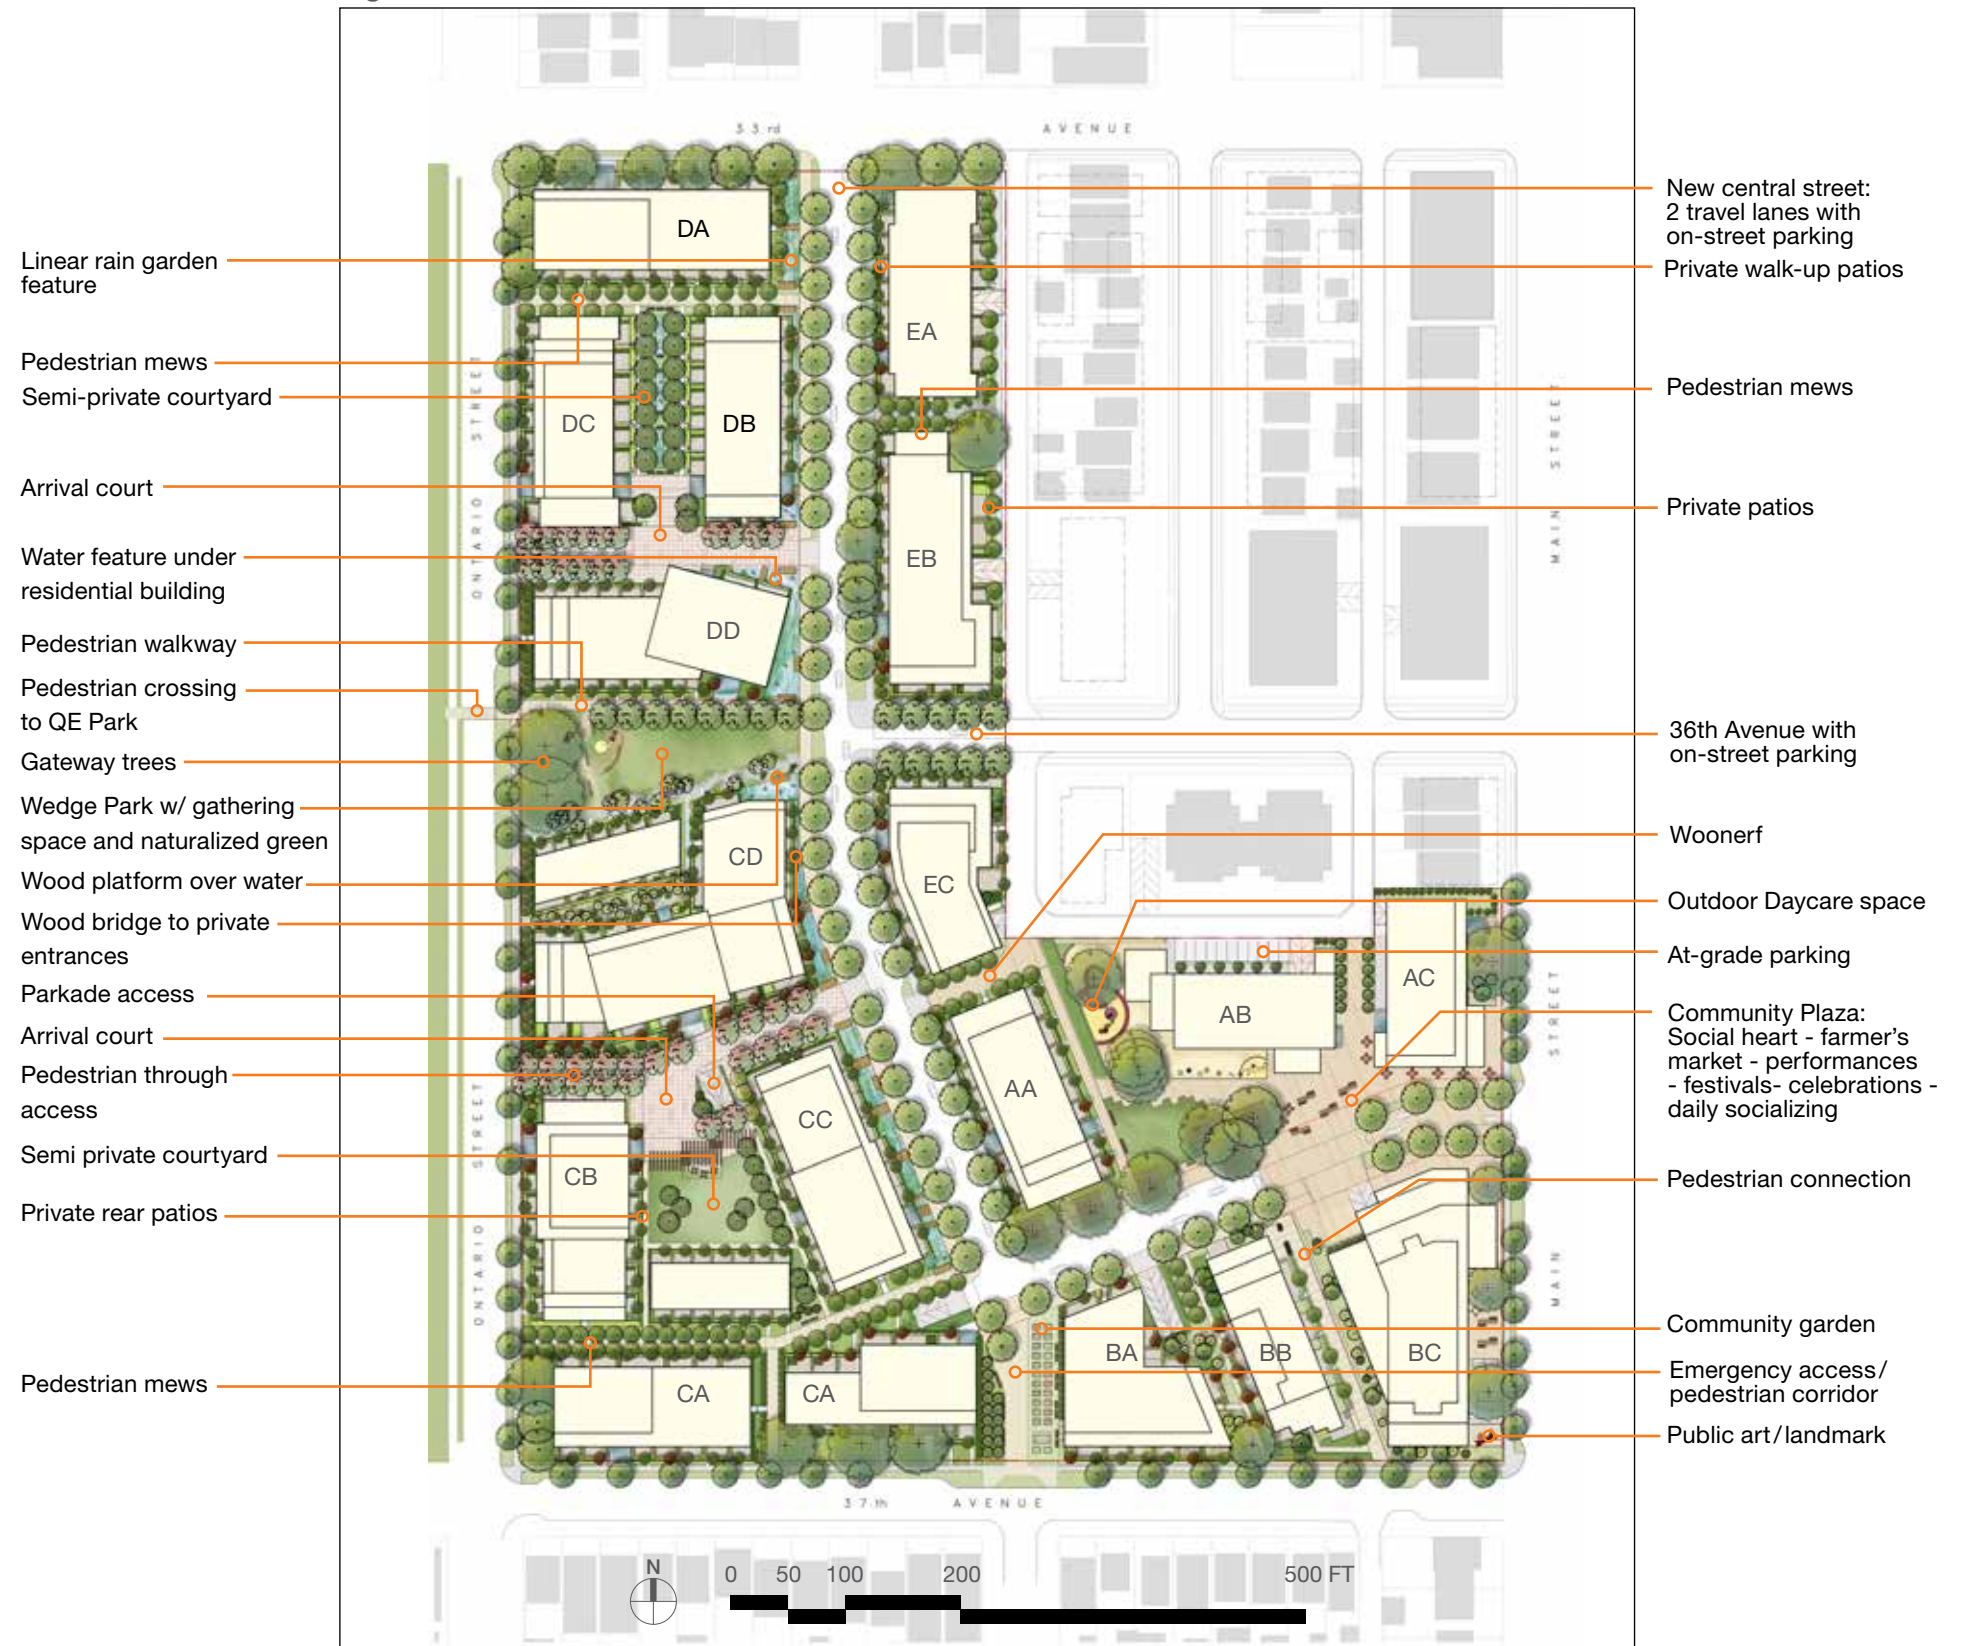 33rd AVENUE
Linear rain garden
feature
Pedestrian mews
Semi-private courtyard
Arrival court
Water feature under
residential building
Pedestrian walkway
Pedestrian crossing
to QE Park
Gateway trees
Wedge Park w/ gathering
space and naturalized green
Wood platform over water
Wood bridge to private
entrances
Parkade access
Arrival court
Pedestrian through
access
Semi private courtyard
Private rear patios
Pedestrian mews
ONTARIO STREET
ONTARIO STREET
DA
DC
DB
DD
EA
EB
EC
CD
CC
CB
CA
CA
AA
AB
AC
BA
BB
BC
MAIN STREET
MAIN STREET
New central street:
2 travel lanes with
on-street parking
Private walk-up patios
Pedestrian mews
Private patios
36th Avenue with
on-street parking
Woonerf
Outdoor Daycare space
At-grade parking
Community Plaza:
Social heart - farmer's
market - performances
- festivals- celebrations -
daily socializing
Pedestrian connection
Community garden
Emergency access/
pedestrian corridor
Public art/landmark
37th AVENUE
N
0 50 100 200 500 FT